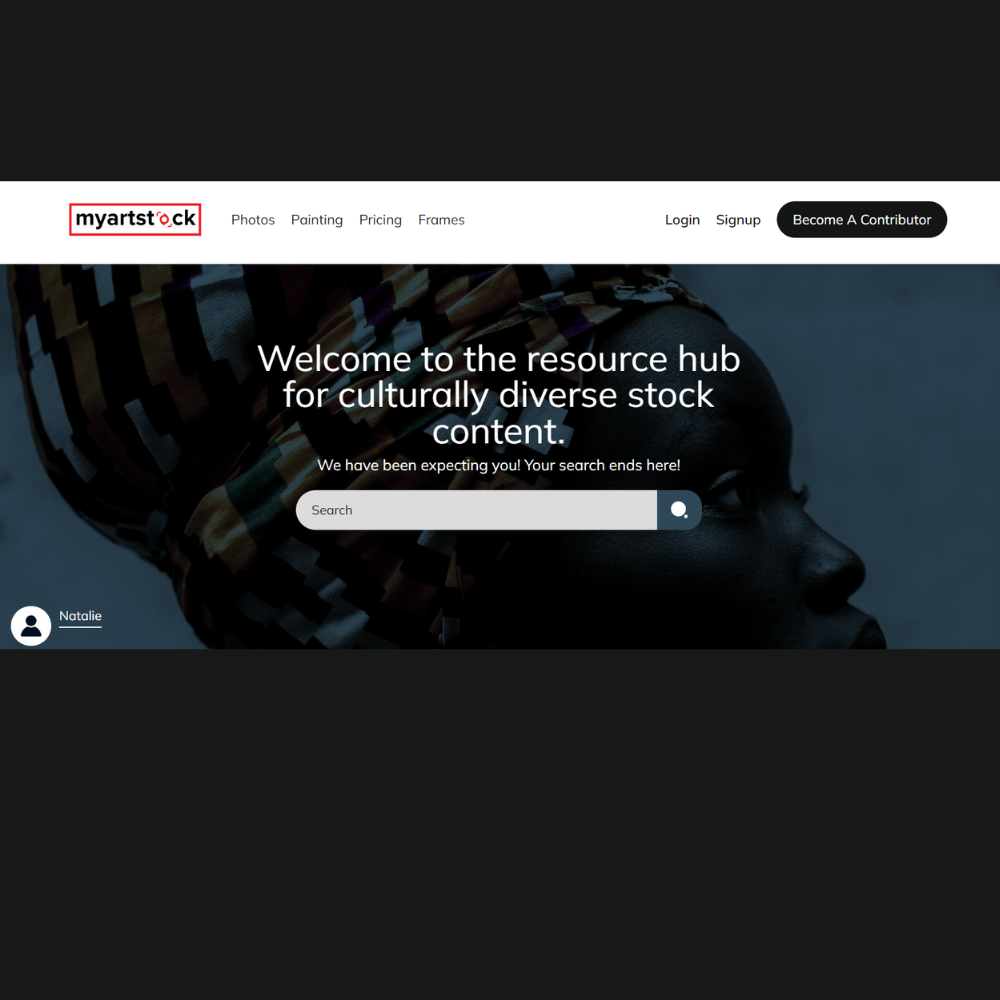 myartstock
Photos Painting Pricing Frames
Login Signup Become A Contributor
Welcome to the resource hub
for culturally diverse stock
content.
We have been expecting you! Your search ends here!
Search
Natalie